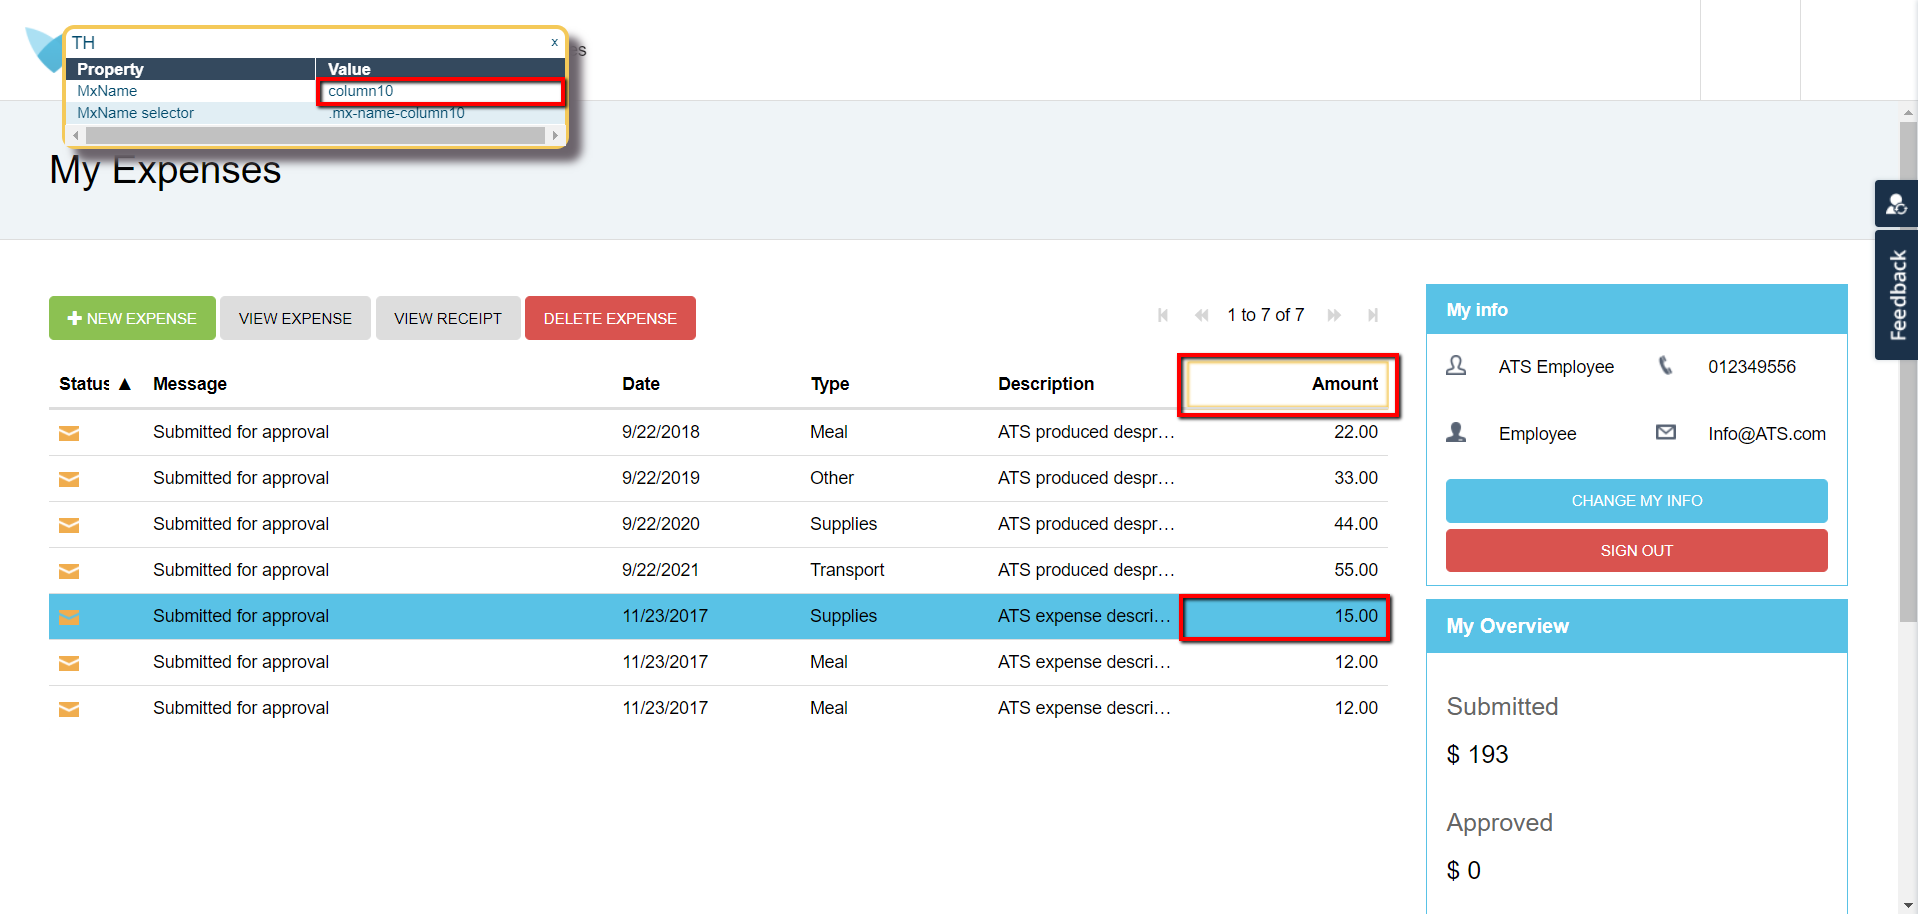 TH x
Property Value
MxName column10
MxName selector .mx-name-column10
es
My Expenses
NEW EXPENSE VIEW EXPENSE VIEW RECEIPT DELETE EXPENSE
1 to 7 of 7
Status ▲ Message Date Type Description Amount
Submitted for approval 9/22/2018 Meal ATS produced despr… 22.00
Submitted for approval 9/22/2019 Other ATS produced despr… 33.00
Submitted for approval 9/22/2020 Supplies ATS produced despr… 44.00
Submitted for approval 9/22/2021 Transport ATS produced despr… 55.00
Submitted for approval 11/23/2017 Supplies ATS expense descri… 15.00
Submitted for approval 11/23/2017 Meal ATS expense descri… 12.00
Submitted for approval 11/23/2017 Meal ATS expense descri… 12.00
My info
ATS Employee 012349556
Employee Info@ATS.com
CHANGE MY INFO
SIGN OUT
My Overview
Submitted
$ 193
Approved
$ 0
Feedback